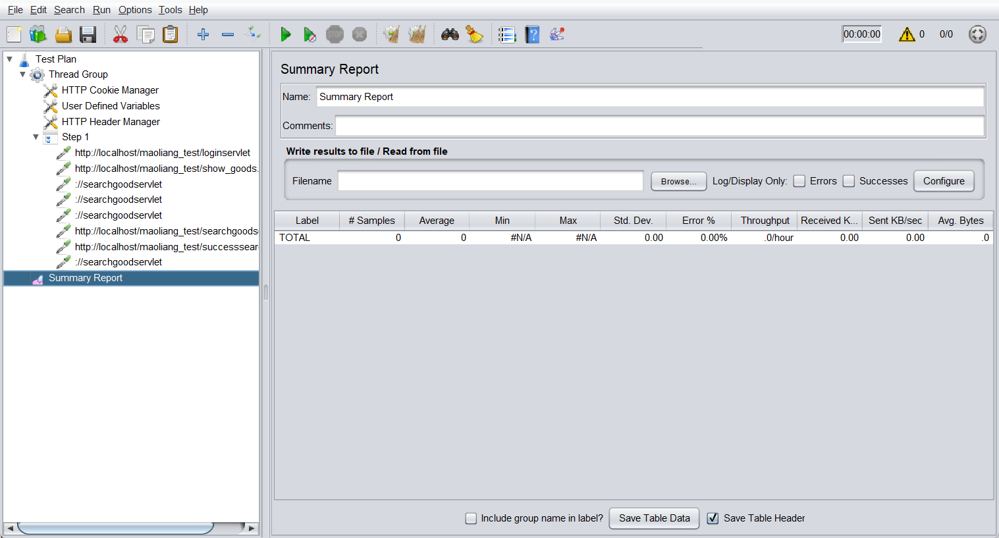 File Edit Search Run Options Tools Help
STOP
00:00:00 0 0/0
Test Plan
Thread Group
HTTP Cookie Manager
User Defined Variables
HTTP Header Manager
Step 1
http://localhost/maoliang_test/loginservlet
http://localhost/maoliang_test/show_goods.
://searchgoodservlet
://searchgoodservlet
://searchgoodservlet
http://localhost/maoliang_test/searchgoods
http://localhost/maoliang_test/successsear
://searchgoodservlet
Summary Report
Summary Report
Name: Summary Report
Comments:
Write results to file / Read from file
Filename Browse... Log/Display Only: Errors Successes Configure
Label # Samples Average Min Max Std. Dev. Error % Throughput Received K... Sent KB/sec Avg. Bytes
TOTAL 0 0 #N/A #N/A 0.00 0.00% .0/hour 0.00 0.00 .0
Include group name in label? Save Table Data Save Table Header